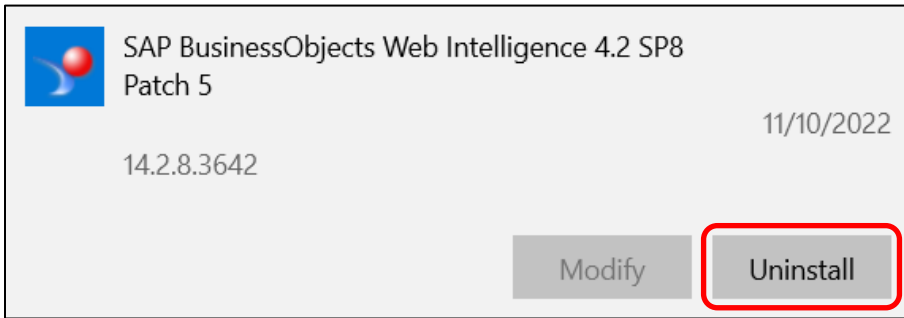 SAP BusinessObjects Web Intelligence 4.2 SP8
Patch 5
11/10/2022
14.2.8.3642
Modify
Uninstall